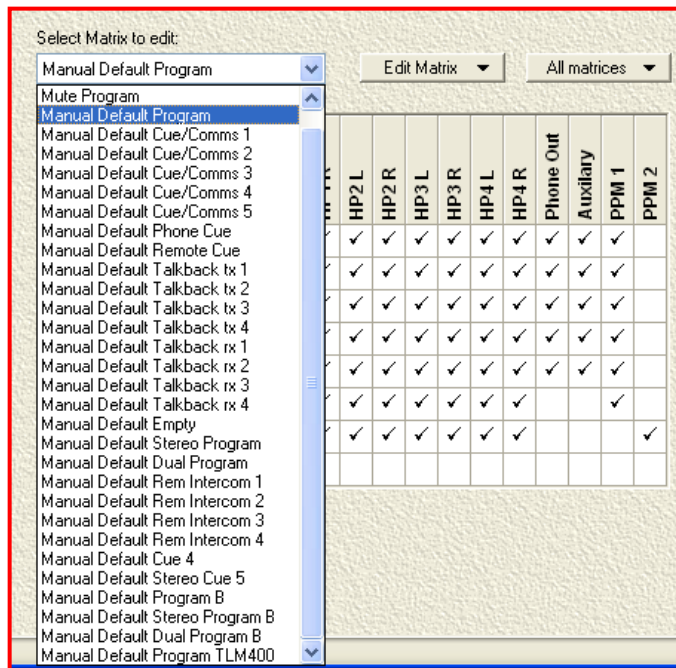 Select Matrix to edit:
Manual Default Program
Edit Matrix
All matrices
Mute Program
Manual Default Program
Manual Default Cue/Comms 1
Manual Default Cue/Comms 2
Manual Default Cue/Comms 3
Manual Default Cue/Comms 4
Manual Default Cue/Comms 5
Manual Default Phone Cue
Manual Default Remote Cue
Manual Default Talkback tx 1
Manual Default Talkback tx 2
Manual Default Talkback tx 3
Manual Default Talkback tx 4
Manual Default Talkback rx 1
Manual Default Talkback rx 2
Manual Default Talkback rx 3
Manual Default Talkback rx 4
Manual Default Empty
Manual Default Stereo Program
Manual Default Dual Program
Manual Default Rem Intercom 1
Manual Default Rem Intercom 2
Manual Default Rem Intercom 3
Manual Default Rem Intercom 4
Manual Default Cue 4
Manual Default Stereo Cue 5
Manual Default Program B
Manual Default Stereo Program B
Manual Default Dual Program B
Manual Default Program TLM400
HP2 L
HP2 R
HP3 L
HP3 R
HP4 L
HP4 R
Phone Out
Auxilary
PPM 1
PPM 2